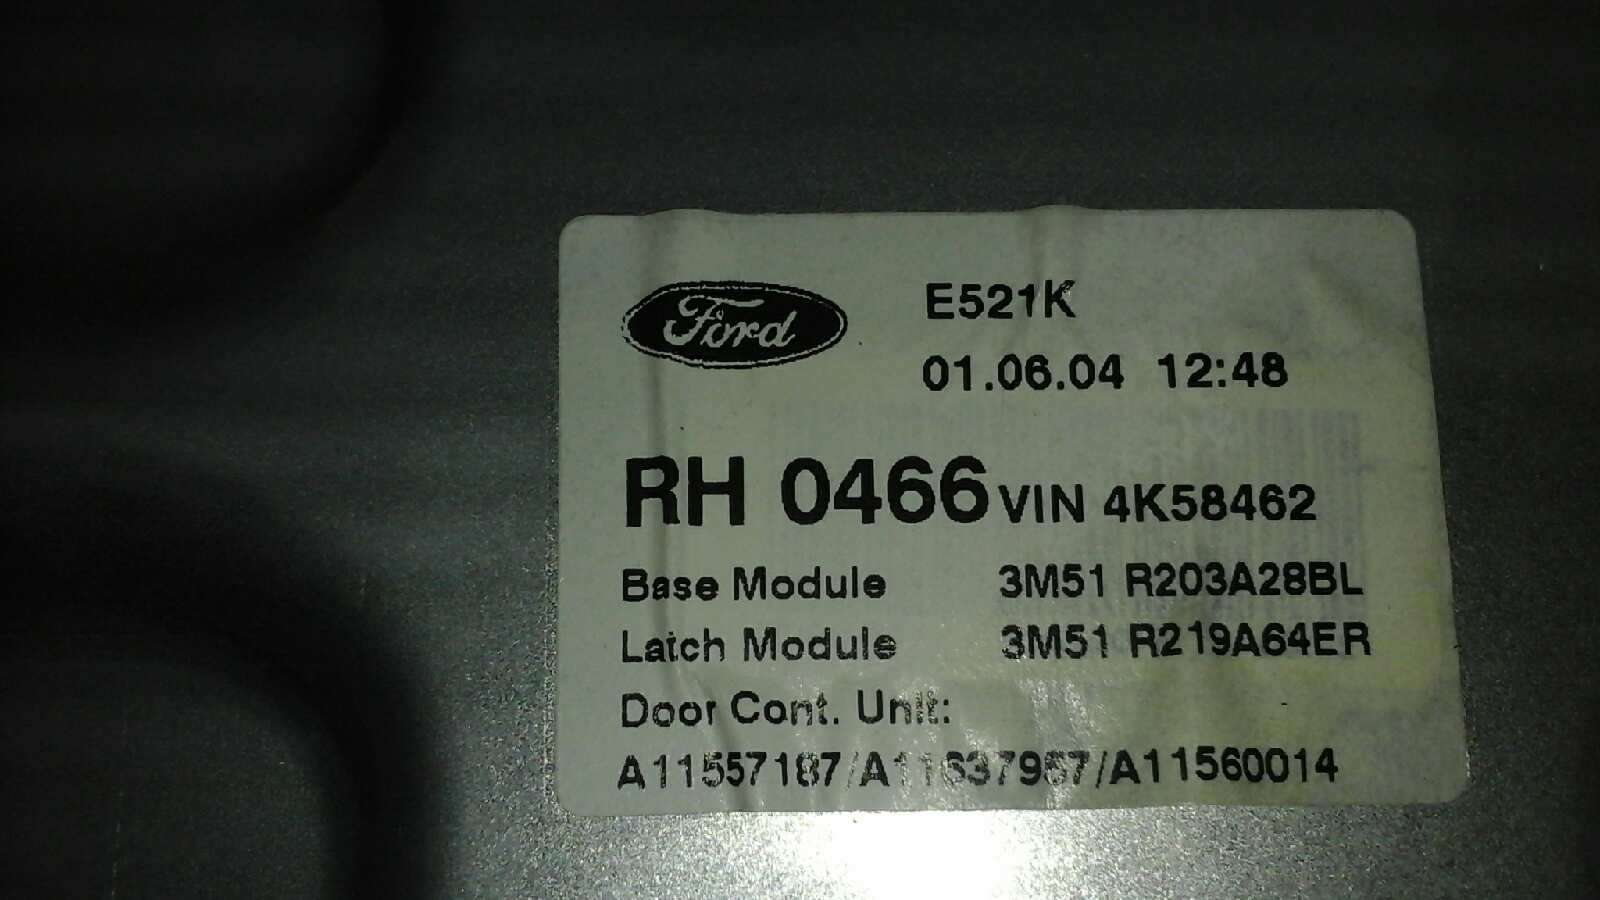 Ford
E521K
01.06.04 12:48
RH 0466 VIN 4K58462
Base Module 3M51 R203A28BL
Latch Module 3M51 R219A64ER
Door Cont. Unit:
A11557187/A11637967/A11560014